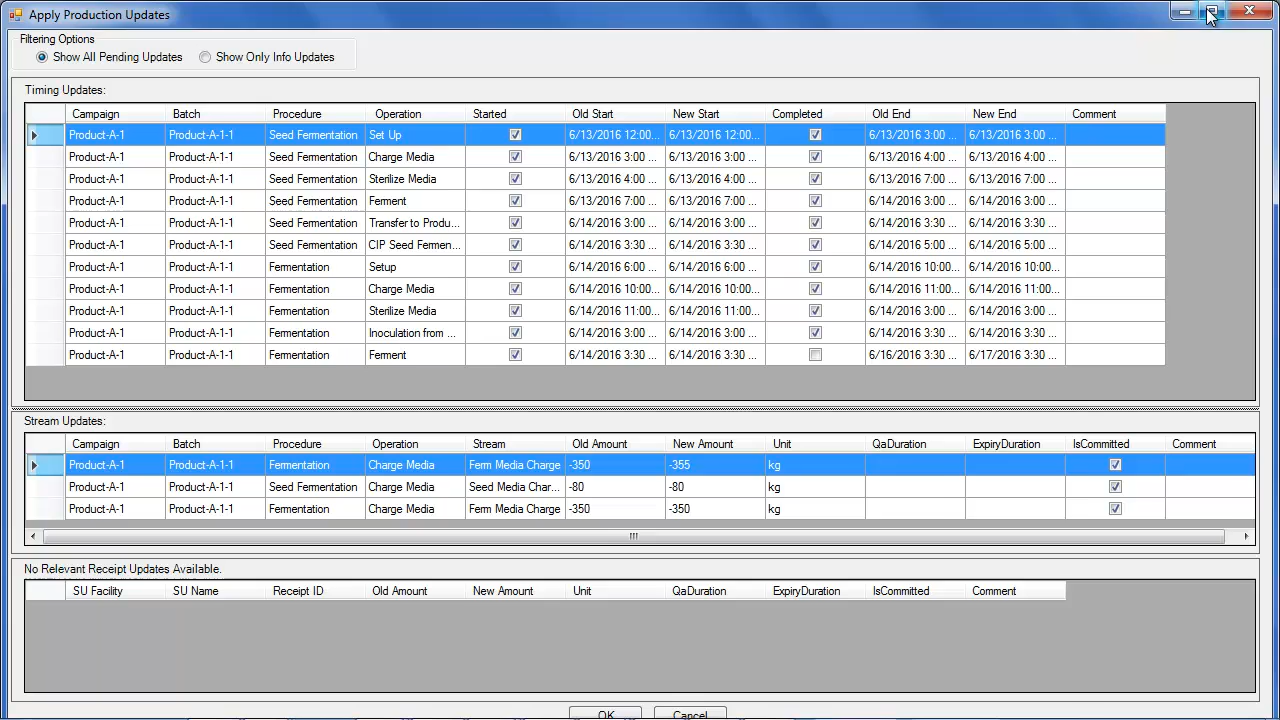 Apply Production Updates
Filtering Options
Show All Pending Updates Show Only Info Updates
Timing Updates:
Campaign Batch Procedure Operation Started Old Start New Start Completed Old End New End Comment
Product-A-1 Product-A-1-1 Seed Fermentation Set Up 6/13/2016 12:00... 6/13/2016 12:00... 6/13/2016 3:00 ... 6/13/2016 3:00 ...
Product-A-1 Product-A-1-1 Seed Fermentation Charge Media 6/13/2016 3:00 ... 6/13/2016 3:00 ... 6/13/2016 4:00 ... 6/13/2016 4:00 ...
Product-A-1 Product-A-1-1 Seed Fermentation Sterilize Media 6/13/2016 4:00 ... 6/13/2016 4:00 ... 6/13/2016 7:00 ... 6/13/2016 7:00 ...
Product-A-1 Product-A-1-1 Seed Fermentation Ferment 6/13/2016 7:00 ... 6/13/2016 7:00 ... 6/14/2016 3:00 ... 6/14/2016 3:00 ...
Product-A-1 Product-A-1-1 Seed Fermentation Transfer to Produ... 6/14/2016 3:00 ... 6/14/2016 3:00 ... 6/14/2016 3:30 ... 6/14/2016 3:30 ...
Product-A-1 Product-A-1-1 Seed Fermentation CIP Seed Fermen... 6/14/2016 3:30 ... 6/14/2016 3:30 ... 6/14/2016 5:00 ... 6/14/2016 5:00 ...
Product-A-1 Product-A-1-1 Fermentation Setup 6/14/2016 6:00 ... 6/14/2016 6:00 ... 6/14/2016 10:00... 6/14/2016 10:00...
Product-A-1 Product-A-1-1 Fermentation Charge Media 6/14/2016 10:00... 6/14/2016 10:00... 6/14/2016 11:00... 6/14/2016 11:00...
Product-A-1 Product-A-1-1 Fermentation Sterilize Media 6/14/2016 11:00... 6/14/2016 11:00... 6/14/2016 3:00 ... 6/14/2016 3:00 ...
Product-A-1 Product-A-1-1 Fermentation Inoculation from ... 6/14/2016 3:00 ... 6/14/2016 3:00 ... 6/14/2016 3:30 ... 6/14/2016 3:30 ...
Product-A-1 Product-A-1-1 Fermentation Ferment 6/14/2016 3:30 ... 6/14/2016 3:30 ... 6/16/2016 3:30 ... 6/17/2016 3:30 ...
Stream Updates:
Campaign Batch Procedure Operation Stream Old Amount New Amount Unit QaDuration ExpiryDuration IsCommitted Comment
Product-A-1 Product-A-1-1 Fermentation Charge Media Ferm Media Charge -350 -355 kg
Product-A-1 Product-A-1-1 Seed Fermentation Charge Media Seed Media Char... -80 -80 kg
Product-A-1 Product-A-1-1 Fermentation Charge Media Ferm Media Charge -350 -350 kg
No Relevant Receipt Updates Available.
SU Facility SU Name Receipt ID Old Amount New Amount Unit QaDuration ExpiryDuration IsCommitted Comment
OK Cancel